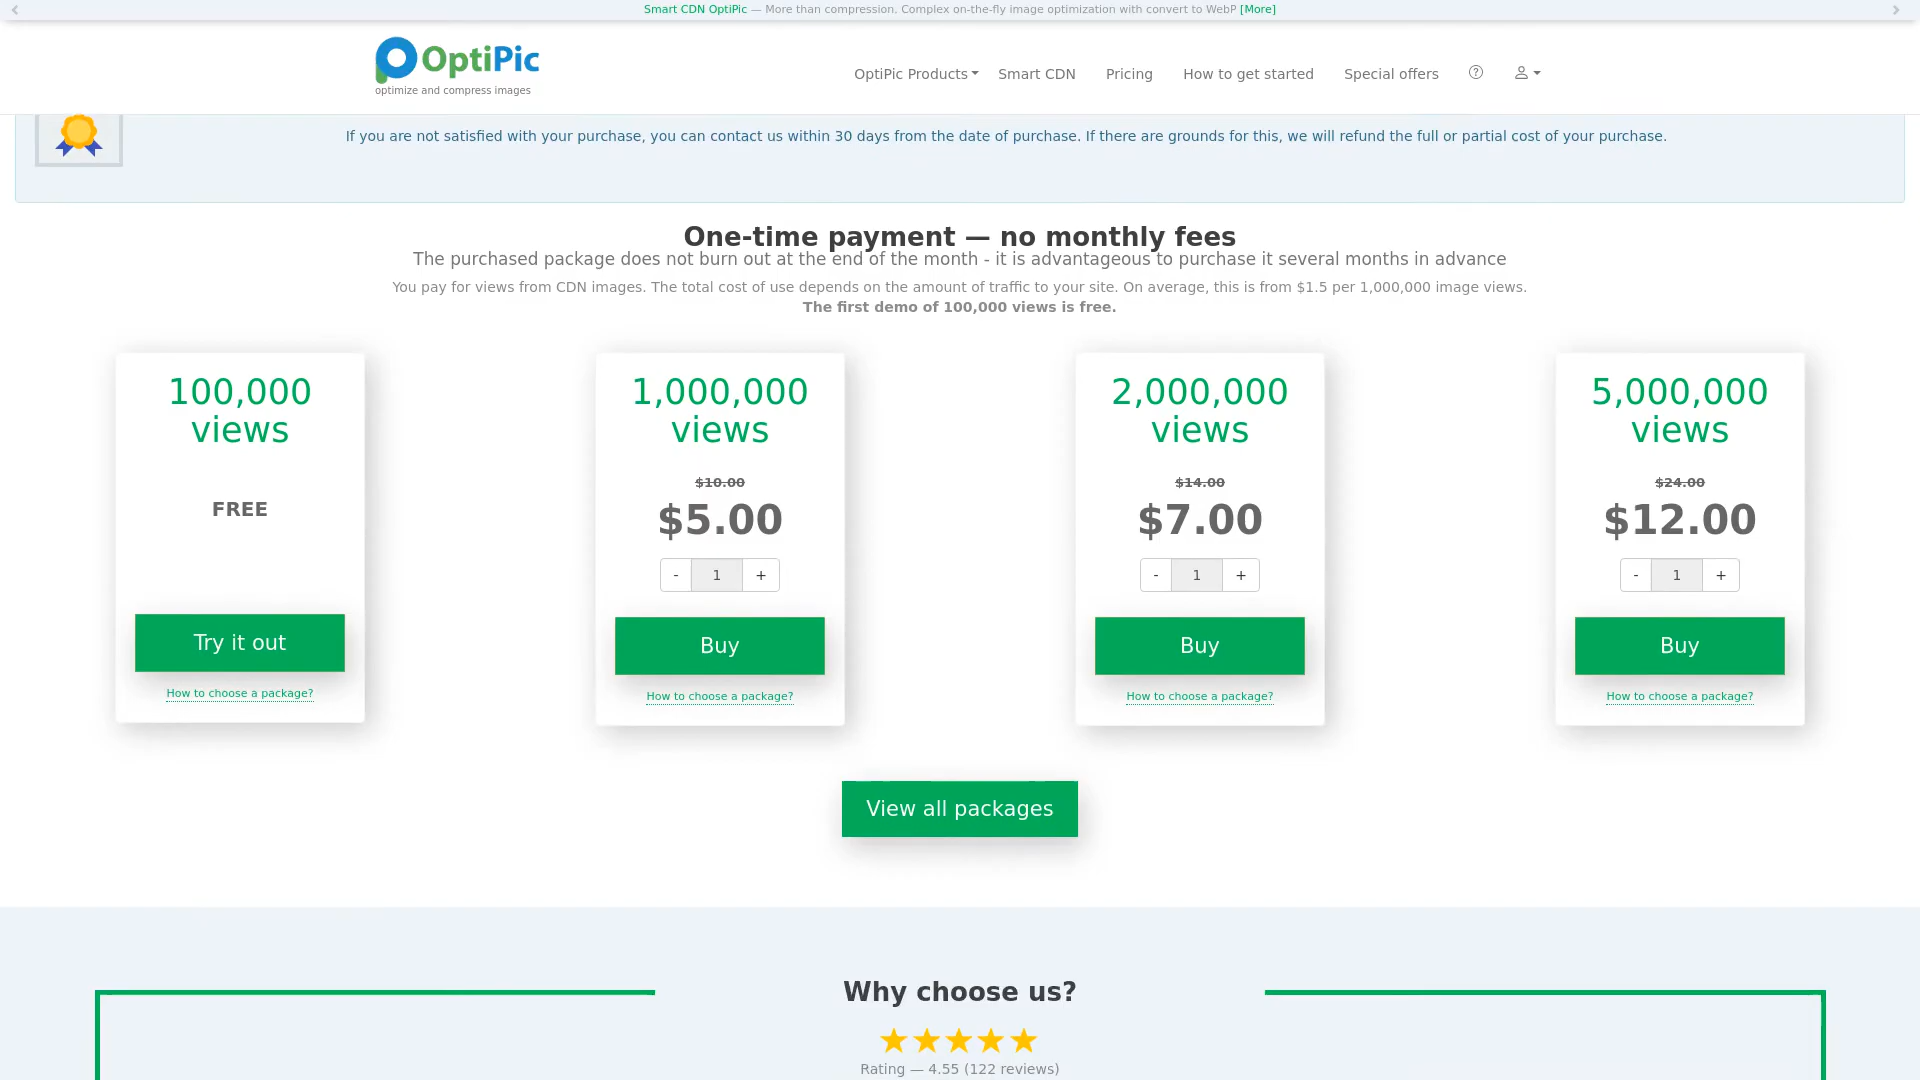 Smart CDN OptiPic — More than compression. Complex on-the-fly image optimization with convert to WebP [More]
OptiPic
optimize and compress images
OptiPic Products
Smart CDN
Pricing
How to get started
Special offers
If you are not satisfied with your purchase, you can contact us within 30 days from the date of purchase. If there are grounds for this, we will refund the full or partial cost of your purchase.
One-time payment — no monthly fees
The purchased package does not burn out at the end of the month - it is advantageous to purchase it several months in advance
You pay for views from CDN images. The total cost of use depends on the amount of traffic to your site. On average, this is from $1.5 per 1,000,000 image views.
The first demo of 100,000 views is free.
100,000
views
FREE
Try it out
How to choose a package?
1,000,000
views
$10.00
$5.00
- 1 +
Buy
How to choose a package?
2,000,000
views
$14.00
$7.00
- 1 +
Buy
How to choose a package?
5,000,000
views
$24.00
$12.00
- 1 +
Buy
How to choose a package?
View all packages
Why choose us?
Rating — 4.55 (122 reviews)